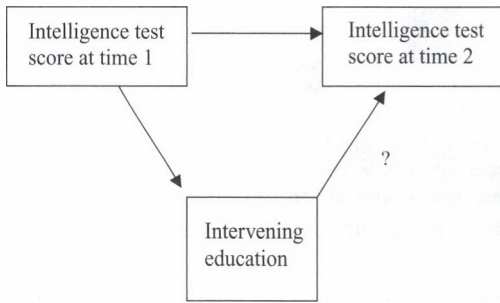 Intelligence test
score at time 1
Intelligence test
score at time 2
?
Intervening
education